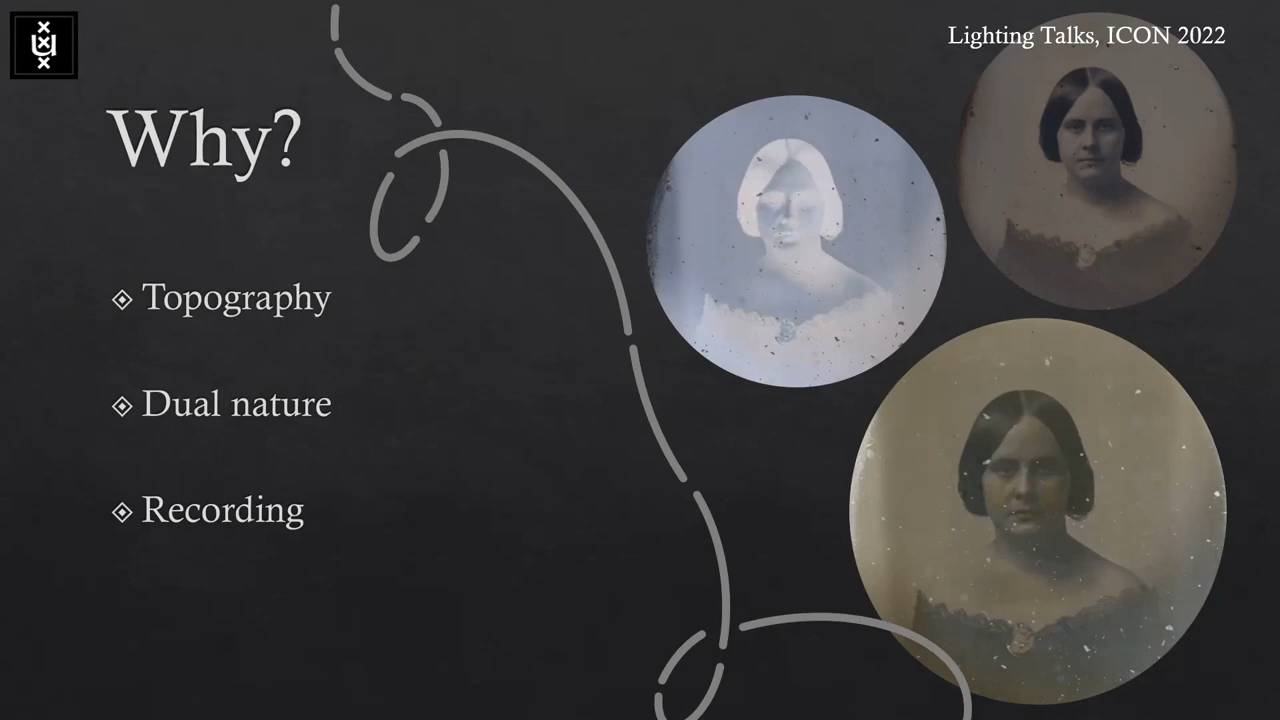 Lighting Talks, ICON 2022
Why?
Topography
Dual nature
Recording